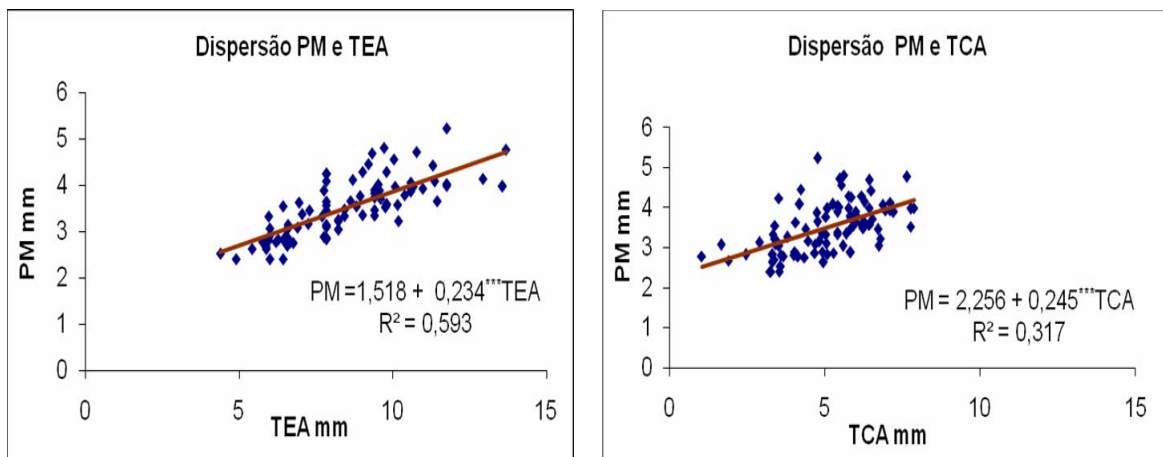 Dispersão PM e TEA
6
5
4
3
2
1
0
PM mm
PM =1,518 + 0,234***TEA
R² = 0,593
0 5 10 15
TEA mm
Dispersão PM e TCA
6
5
4
3
2
1
0
PM mm
PM = 2,256 + 0,245***TCA
R² = 0,317
0 5 10 15
TCA mm